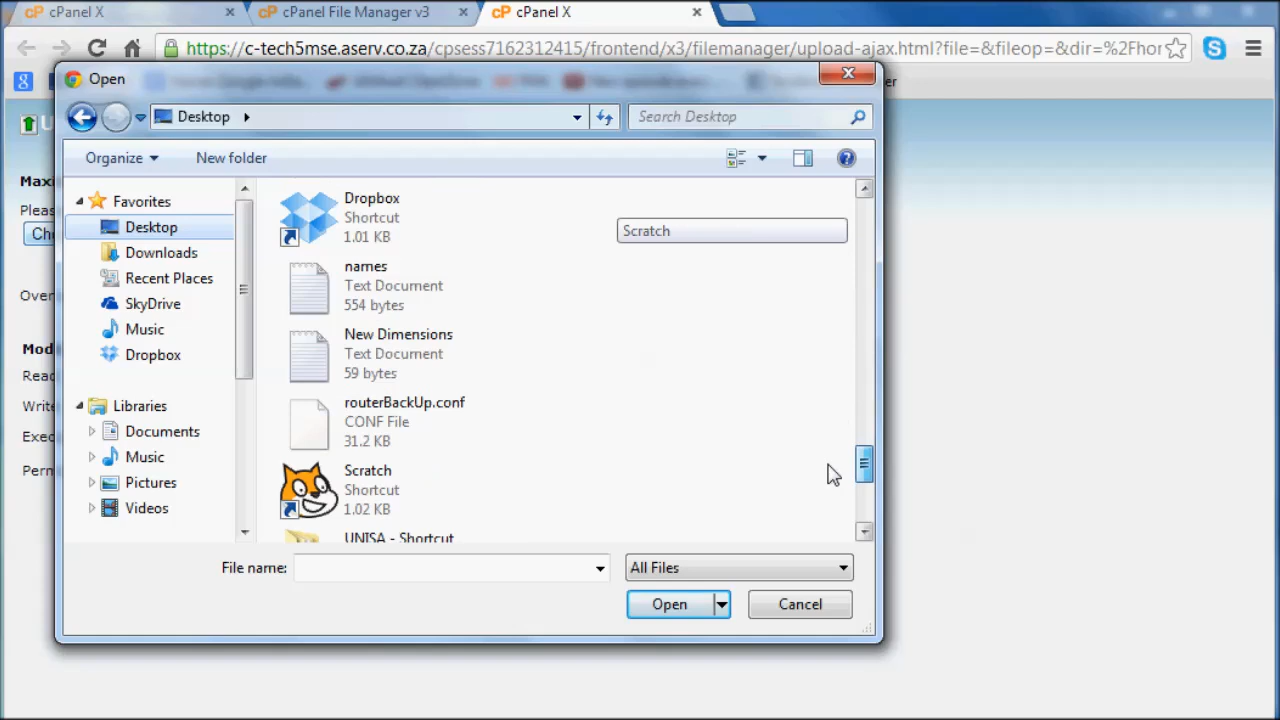 cPanel X
cPanel File Manager v3
cPanel X
https://c-tech5mse.aserv.co.za/cpsess7162312415/frontend/x3/filemanager/upload-ajax.html?file=&fileop=&dir=%2Fhor
Open
Desktop
Search Desktop
Organize
New folder
Favorites
Desktop
Downloads
Recent Places
SkyDrive
Music
Dropbox
Libraries
Documents
Music
Pictures
Videos
Dropbox
Shortcut
1.01 KB
Scratch
names
Text Document
554 bytes
New Dimensions
Text Document
59 bytes
routerBackUp.conf
CONF File
31.2 KB
Scratch
Shortcut
1.02 KB
UNISA - Shortcut
File name:
All Files
Open
Cancel
U
Maxi
Pleas
Ch
Over
Mod
Read
Write
Exec
Perm
er